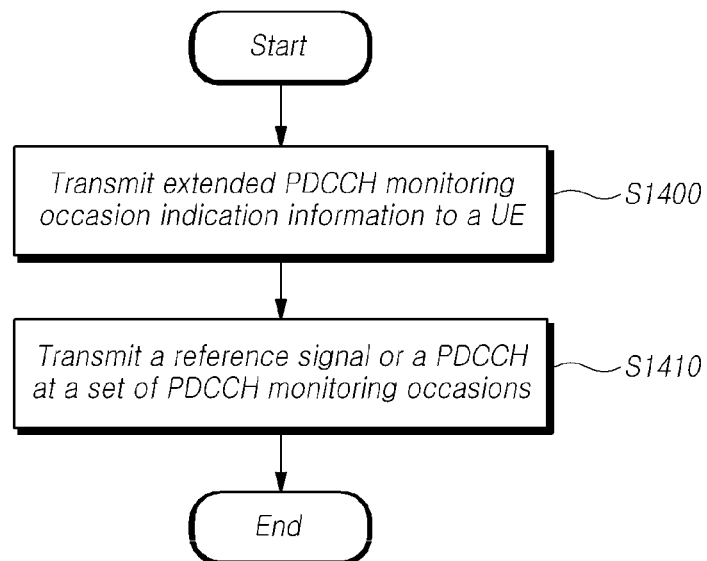 Start
Transmit extended PDCCH monitoring
occasion indication information to a UE
S1400
Transmit a reference signal or a PDCCH
at a set of PDCCH monitoring occasions
S1410
End